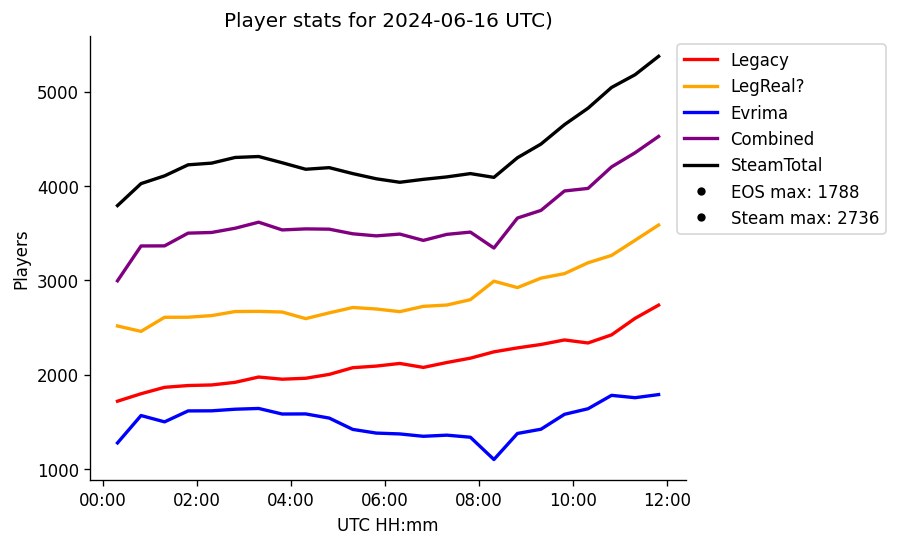 Player stats for 2024-06-16 UTC)
Legacy
LegReal?
Evrima
Combined
SteamTotal
EOS max: 1788
Steam max: 2736
Players
5000
4000
3000
2000
1000
00:00 02:00 04:00 06:00 08:00 10:00 12:00
UTC HH:mm